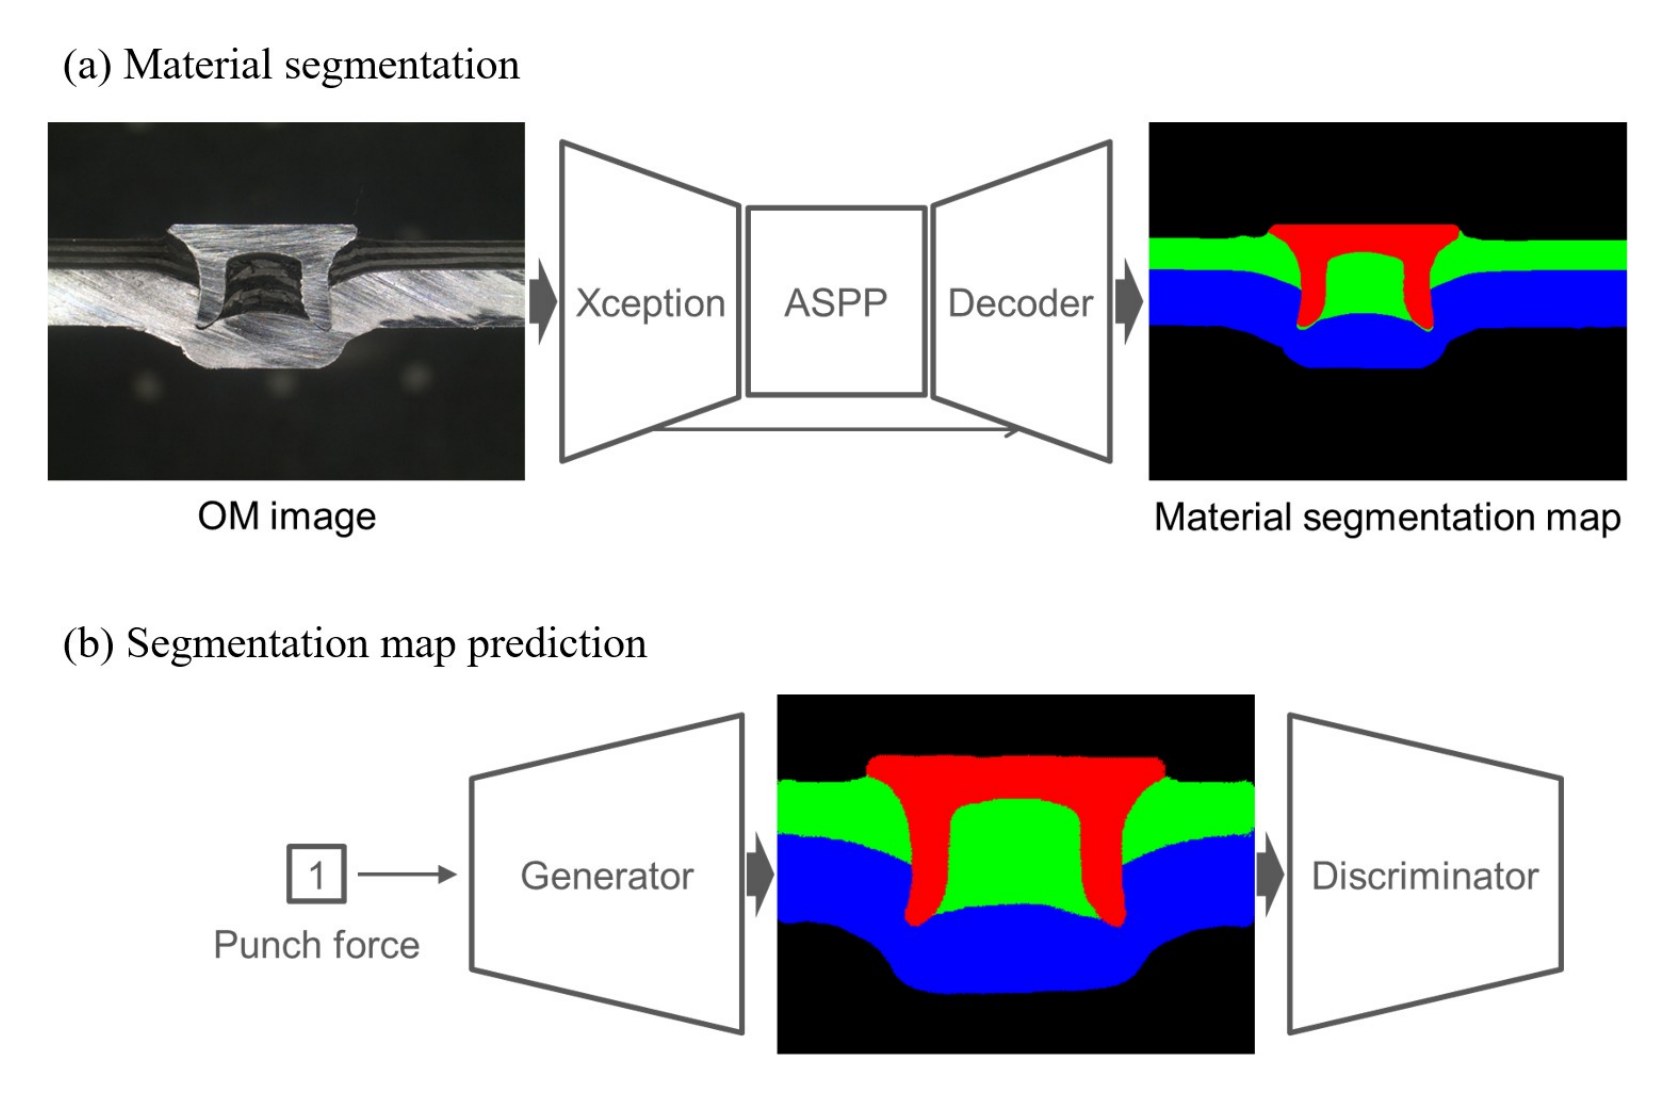 (a) Material segmentation
Xception
ASPP
Decoder
OM image
Material segmentation map
(b) Segmentation map prediction
1
Generator
Discriminator
Punch force